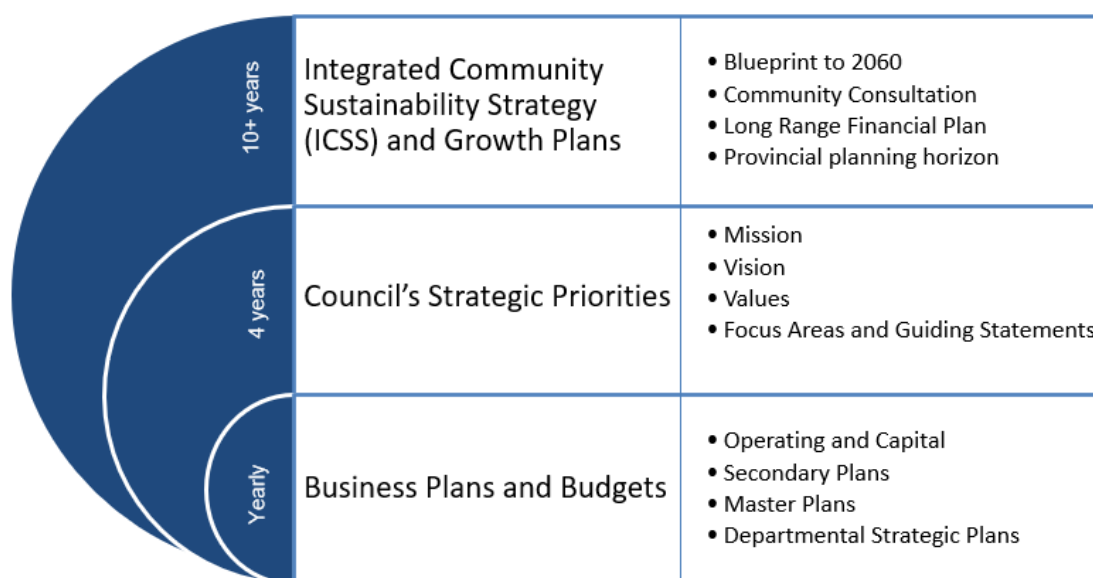 10+ years
Integrated Community
Sustainability Strategy
(ICSS) and Growth Plans
• Blueprint to 2060
• Community Consultation
• Long Range Financial Plan
• Provincial planning horizon
4 years
Council’s Strategic Priorities
• Mission
• Vision
• Values
• Focus Areas and Guiding Statements
Yearly
Business Plans and Budgets
• Operating and Capital
• Secondary Plans
• Master Plans
• Departmental Strategic Plans